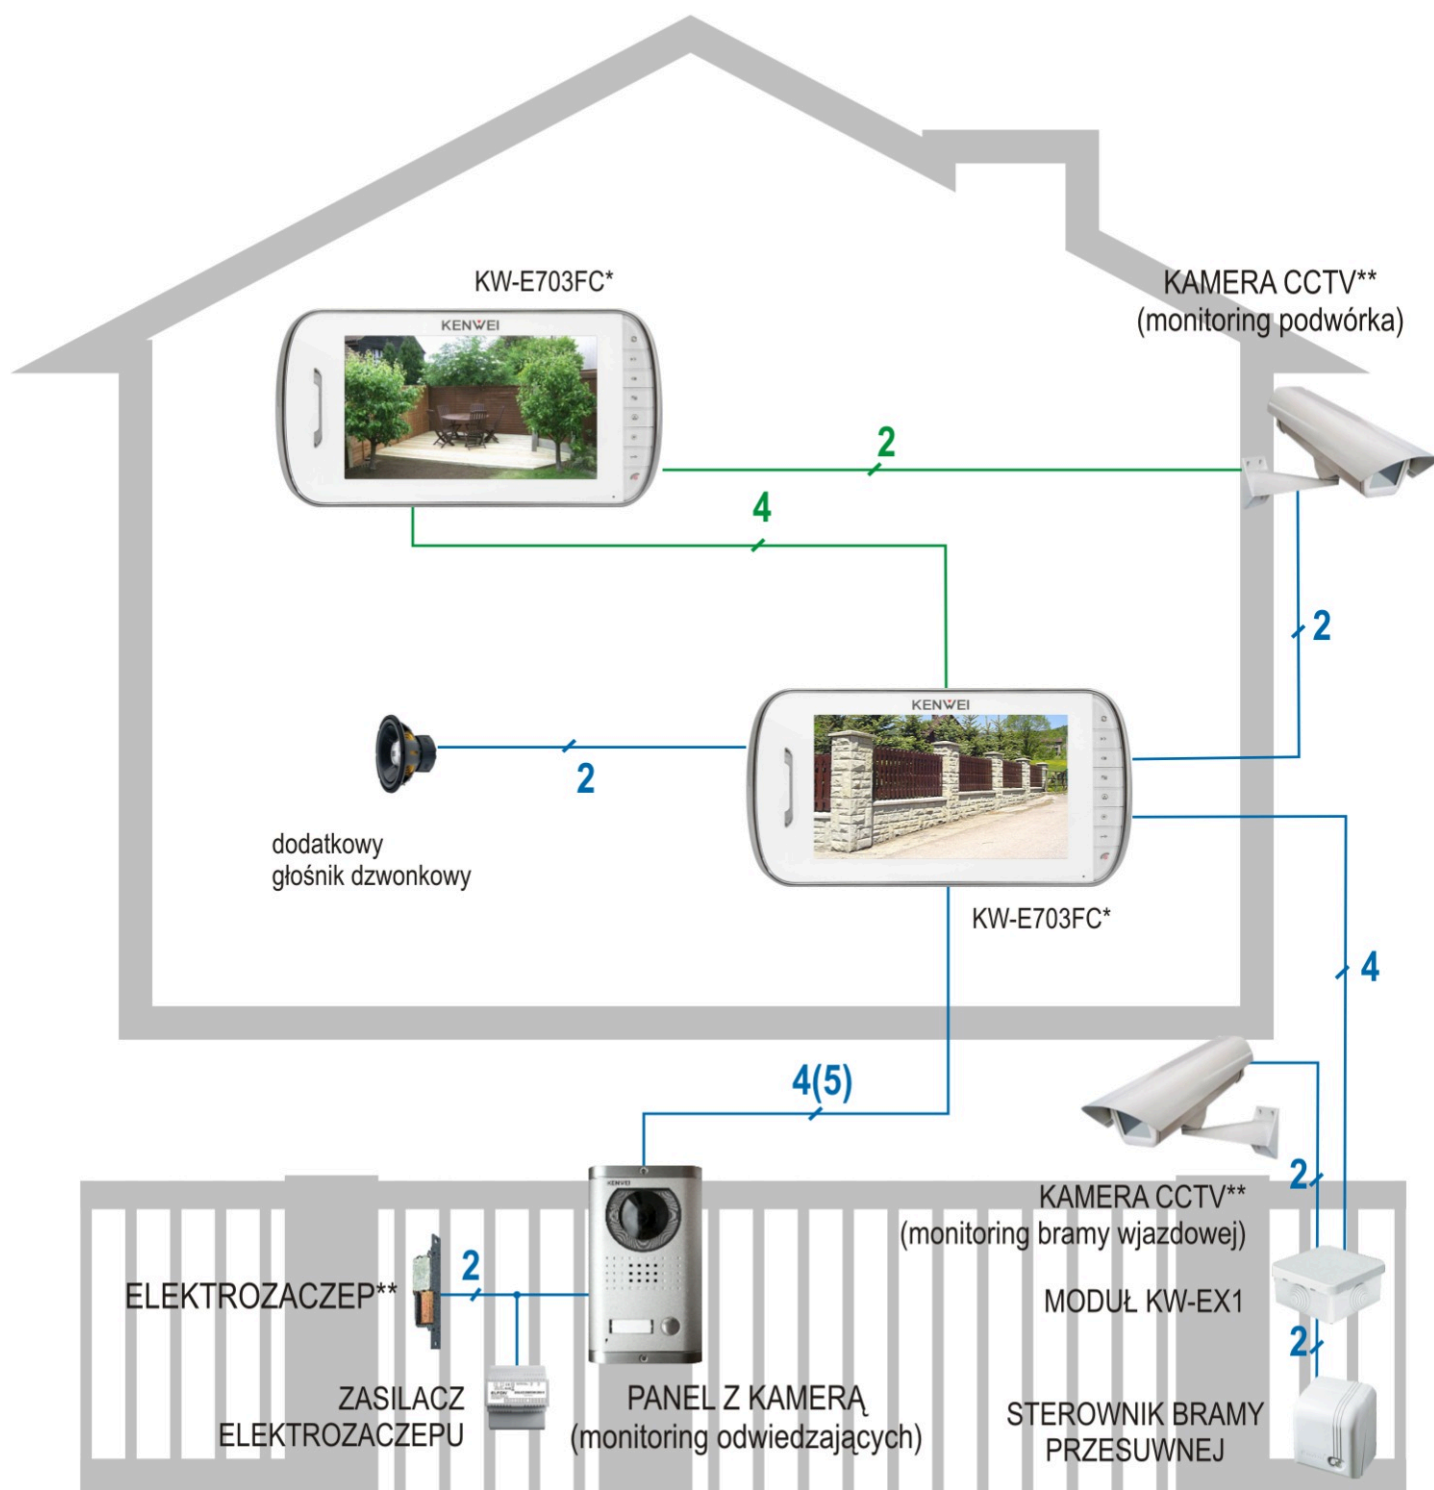 KW-E703FC*
KENWEI
KAMERA CCTV**
(monitoring podwórka)
2
4
2
2
dodatkowy
głośnik dzwonkowy
KENWEI
KW-E703FC*
4
4(5)
KENWEI
2
KAMERA CCTV**
(monitoring bramy wjazdowej)
2
ELEKTROZACZEP**
MODUŁ KW-EX1
2
ZASILACZ
ELEKTROZACZEPU
PANEL Z KAMERĄ
(monitoring odwiedzających)
STEROWNIK BRAMY
PRZESUWNEJ